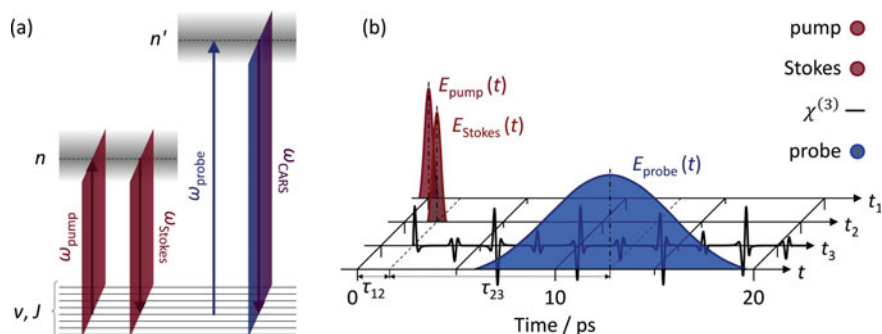 (a)
n'
n
ω_pump
ω_Stokes
ω_probe
ω_CARS
ν, J
(b)
E_pump (t)
E_Stokes (t)
E_probe (t)
pump
Stokes
χ^(3)
probe
t_1
t_2
t_3
t
0 τ_12 τ_23 10 20
Time / ps